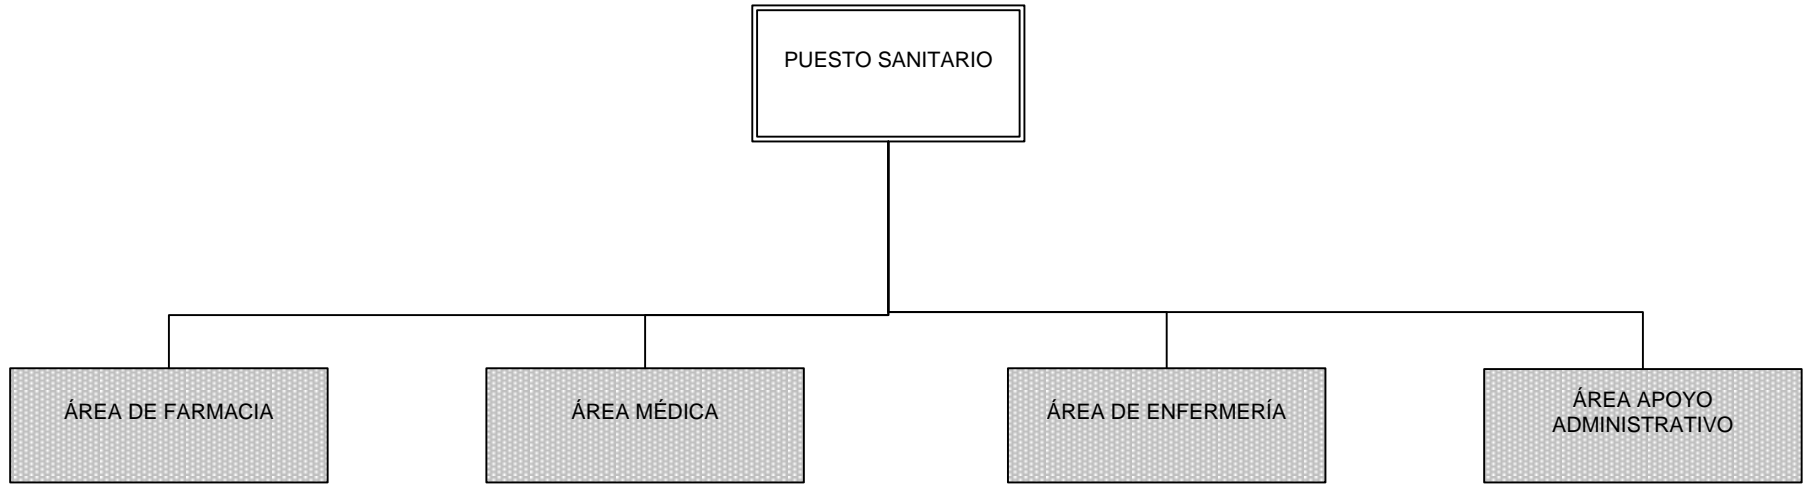 PUESTO SANITARIO
ÁREA DE FARMACIA
ÁREA MÉDICA
ÁREA DE ENFERMERÍA
ÁREA APOYO
ADMINISTRATIVO